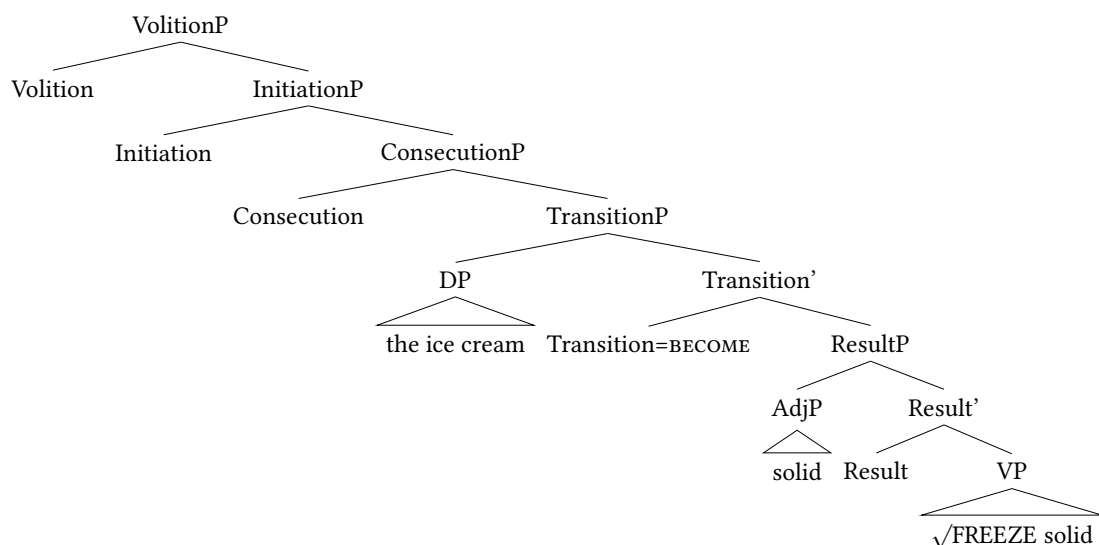 VolitionP
Volition InitiationP
Initiation ConsecutionP
Consecution TransitionP
DP Transition’
the ice cream Transition=BECOME ResultP
AdjP Result’
solid Result VP
√FREEZE solid